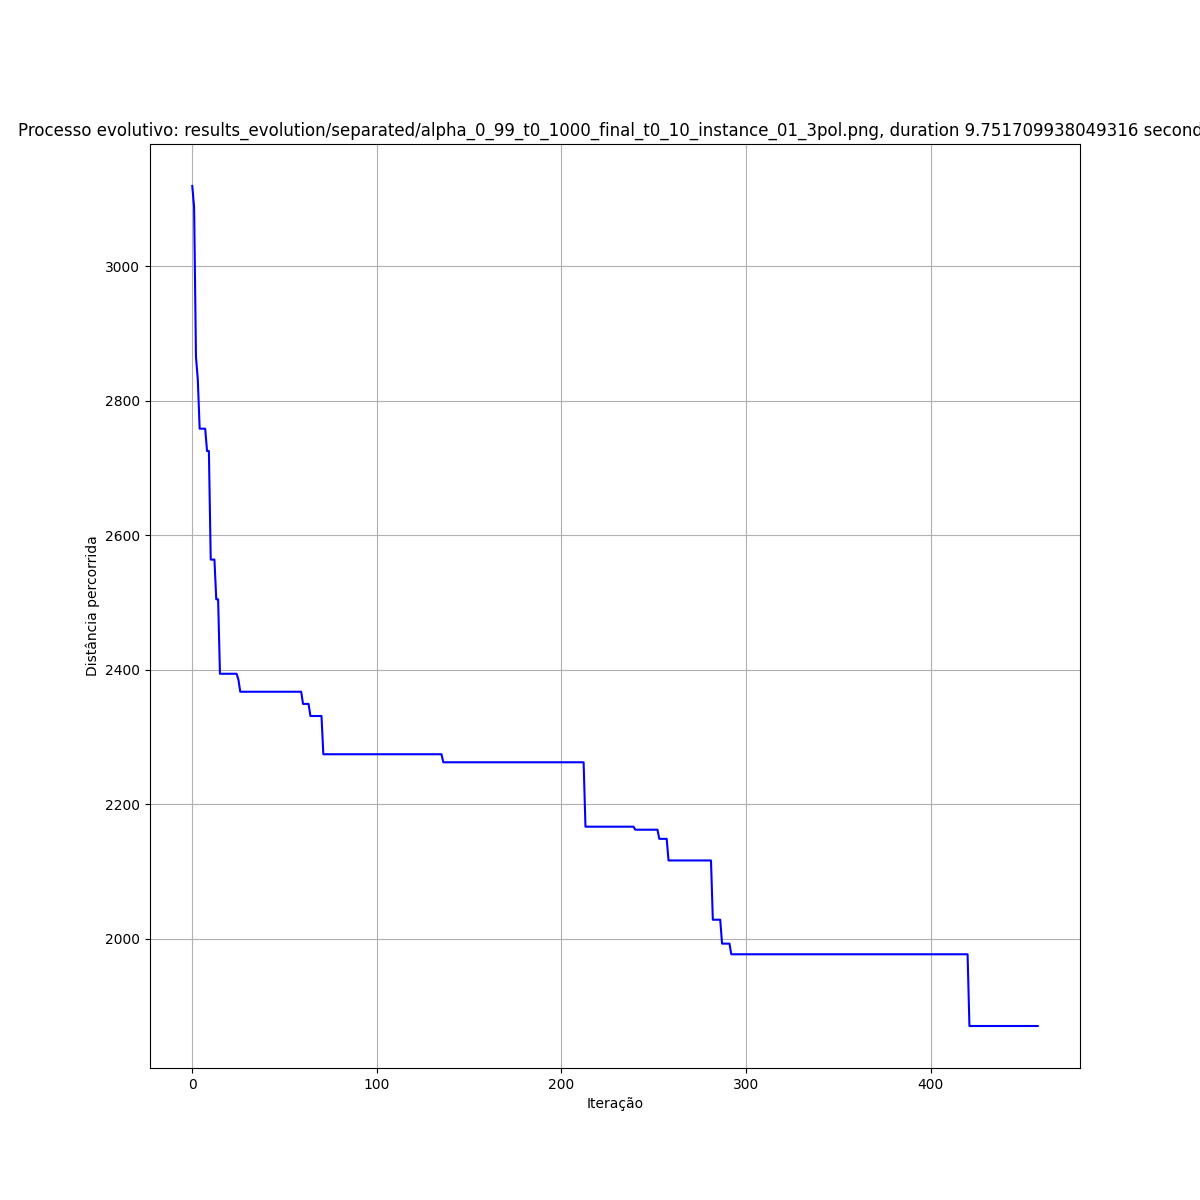 Processo evolutivo: results_evolution/separated/alpha_0_99_t0_1000_final_t0_10_instance_01_3pol.png, duration 9.751709938049316 second
3000
2800
2600
2400
2200
2000
Distância percorrida
0 100 200 300 400
Iteração